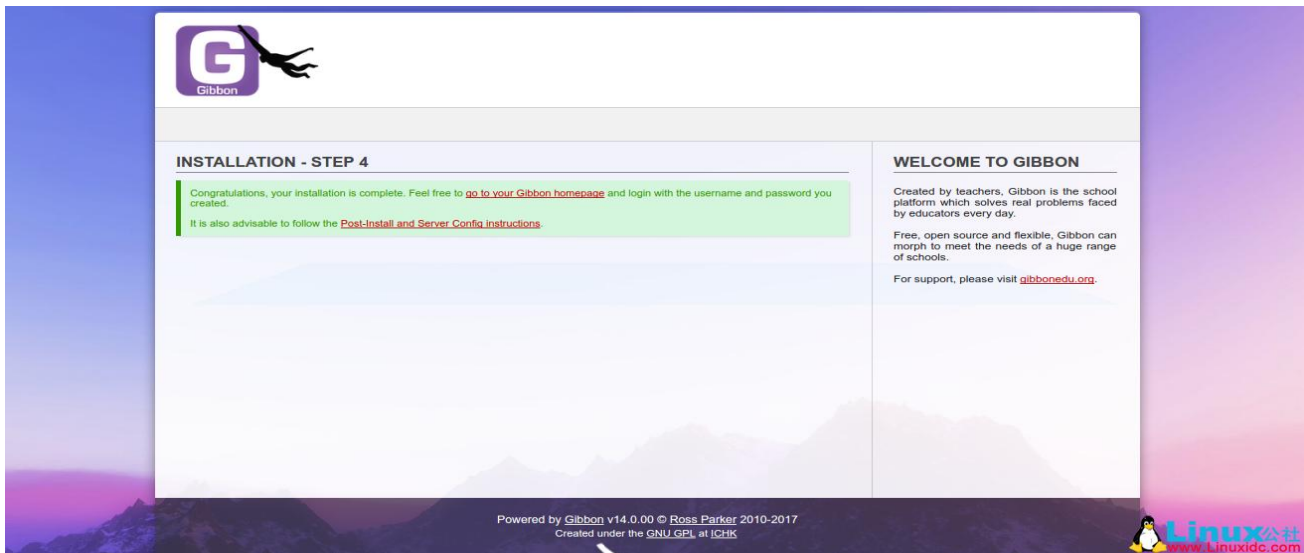 G
Gibbon
INSTALLATION - STEP 4
Congratulations, your installation is complete. Feel free to go to your Gibbon homepage and login with the username and password you
created.
It is also advisable to follow the Post-Install and Server Config instructions.
WELCOME TO GIBBON
Created by teachers, Gibbon is the school
platform which solves real problems faced
by educators every day.
Free, open source and flexible, Gibbon can
morph to meet the needs of a huge range
of schools.
For support, please visit gibbonedu.org.
Powered by Gibbon v14.0.00 © Ross Parker 2010-2017
Created under the GNU GPL at ICHK
Linux公社
www.Linuxidc.com